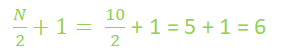 N/2 + 1 = 10/2 + 1 = 5 + 1 = 6